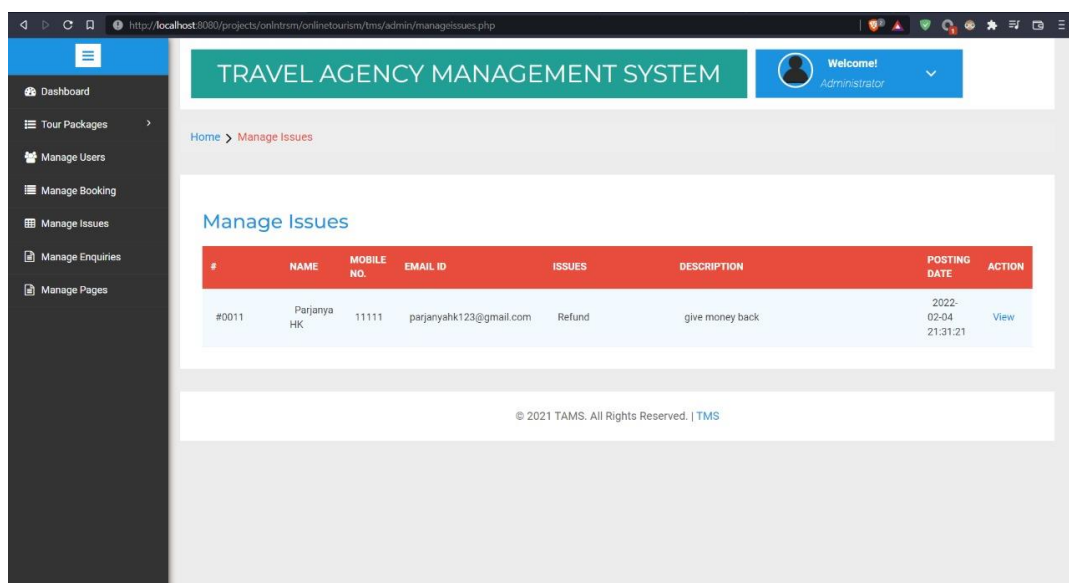 http://localhost:8080/projects/onlntrsm/onlinetourism/tms/admin/manageissues.php
TRAVEL AGENCY MANAGEMENT SYSTEM
Welcome!
Administrator
Dashboard
Tour Packages
Manage Users
Manage Booking
Manage Issues
Manage Enquiries
Manage Pages
Home > Manage Issues
Manage Issues
# NAME MOBILE NO. EMAIL ID ISSUES DESCRIPTION POSTING DATE ACTION
#0011 Parjanya HK 11111 parjanyahk123@gmail.com Refund give money back 2022-02-04 21:31:21 View
© 2021 TAMS. All Rights Reserved. | TMS